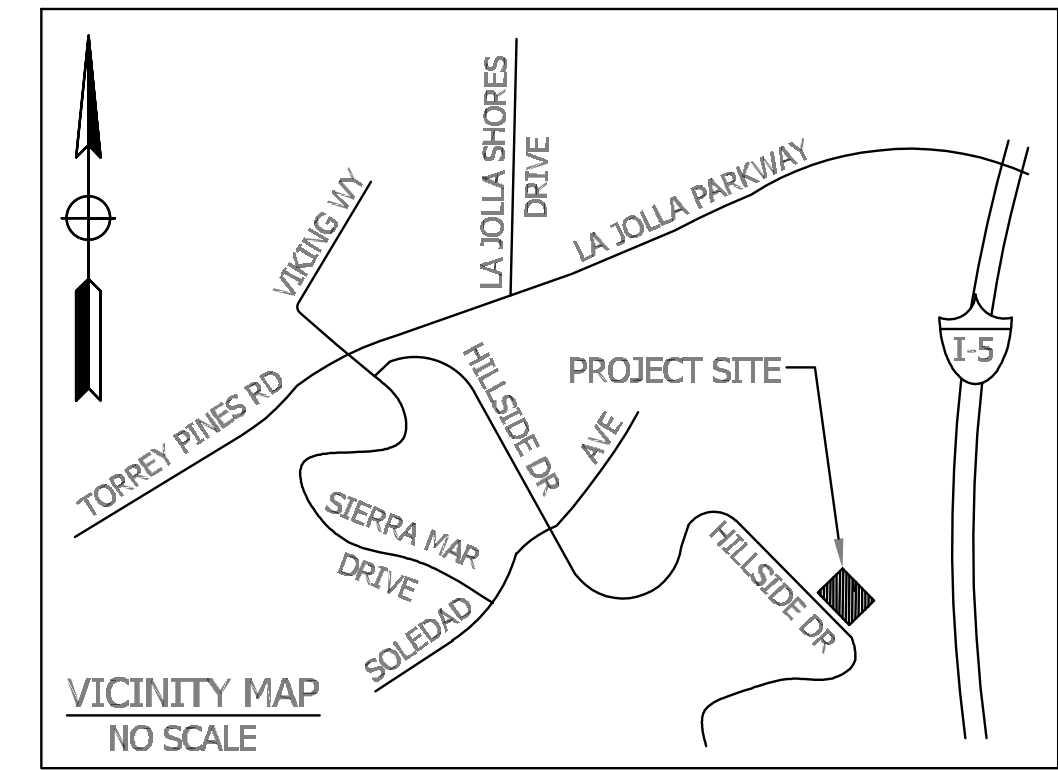 LA JOLLA SHORES
DRIVE
LA JOLLA PARKWAY
VIKING WY
I-5
PROJECT SITE
HILLSIDE DR
TORREY PINES RD
AVE
SIERRA MAR
DRIVE
HILLSIDE DR
SOLEDAD
VICINITY MAP
NO SCALE